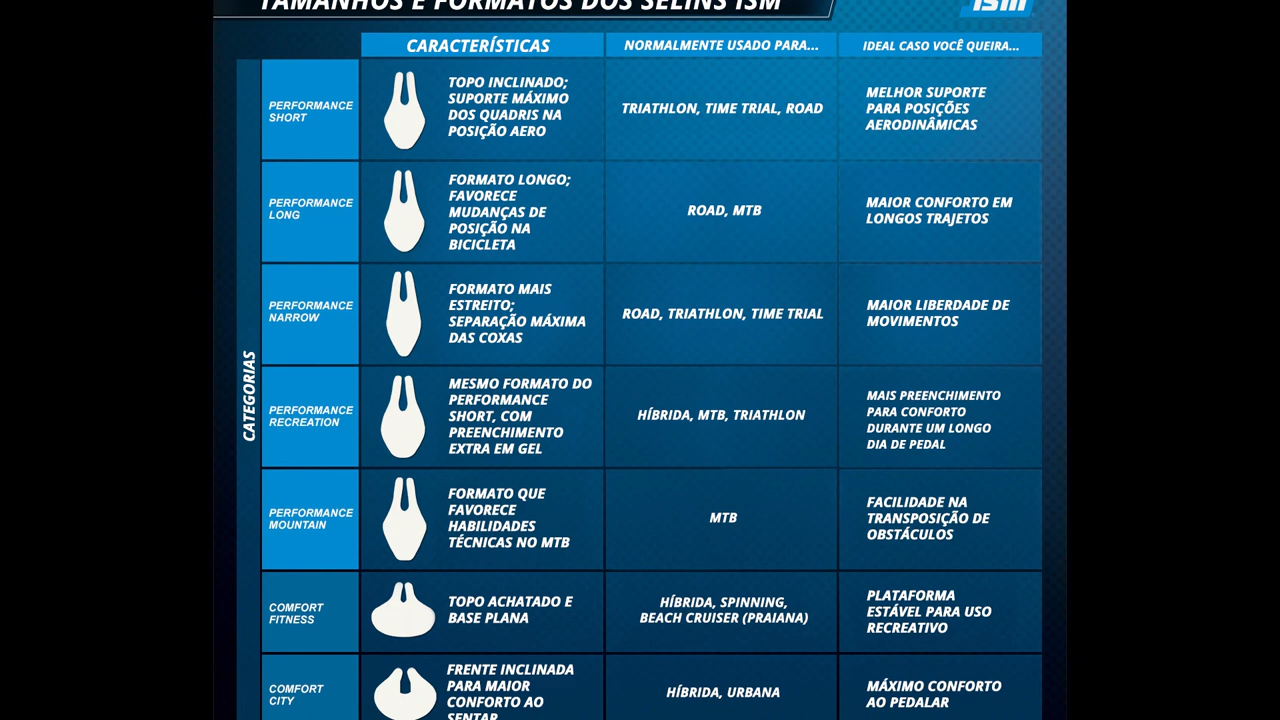 TAMANHOS E FORMATOS DOS SELINS ISM
ism
CARACTERÍSTICAS
NORMALMENTE USADO PARA...
IDEAL CASO VOCÊ QUEIRA...
CATEGORIAS
PERFORMANCE
SHORT
TOPO INCLINADO;
SUPORTE MÁXIMO
DOS QUADRIS NA
POSIÇÃO AERO
TRIATHLON, TIME TRIAL, ROAD
MELHOR SUPORTE
PARA POSIÇÕES
AERODINÂMICAS
PERFORMANCE
LONG
FORMATO LONGO;
FAVORECE
MUDANÇAS DE
POSIÇÃO NA
BICICLETA
ROAD, MTB
MAIOR CONFORTO EM
LONGOS TRAJETOS
PERFORMANCE
NARROW
FORMATO MAIS
ESTREITO;
SEPARAÇÃO MÁXIMA
DAS COXAS
ROAD, TRIATHLON, TIME TRIAL
MAIOR LIBERDADE DE
MOVIMENTOS
PERFORMANCE
RECREATION
MESMO FORMATO DO
PERFORMANCE
SHORT, COM
PREENCHIMENTO
EXTRA EM GEL
HÍBRIDA, MTB, TRIATHLON
MAIS PREENCHIMENTO
PARA CONFORTO
DURANTE UM LONGO
DIA DE PEDAL
PERFORMANCE
MOUNTAIN
FORMATO QUE
FAVORECE
HABILIDADES
TÉCNICAS NO MTB
MTB
FACILIDADE NA
TRANSPOSIÇÃO DE
OBSTÁCULOS
COMFORT
FITNESS
TOPO ACHATADO E
BASE PLANA
HÍBRIDA, SPINNING,
BEACH CRUISER (PRAIANA)
PLATAFORMA
ESTÁVEL PARA USO
RECREATIVO
COMFORT
CITY
FRENTE INCLINADA
PARA MAIOR
CONFORTO AO
SENTAR
HÍBRIDA, URBANA
MÁXIMO CONFORTO
AO PEDALAR